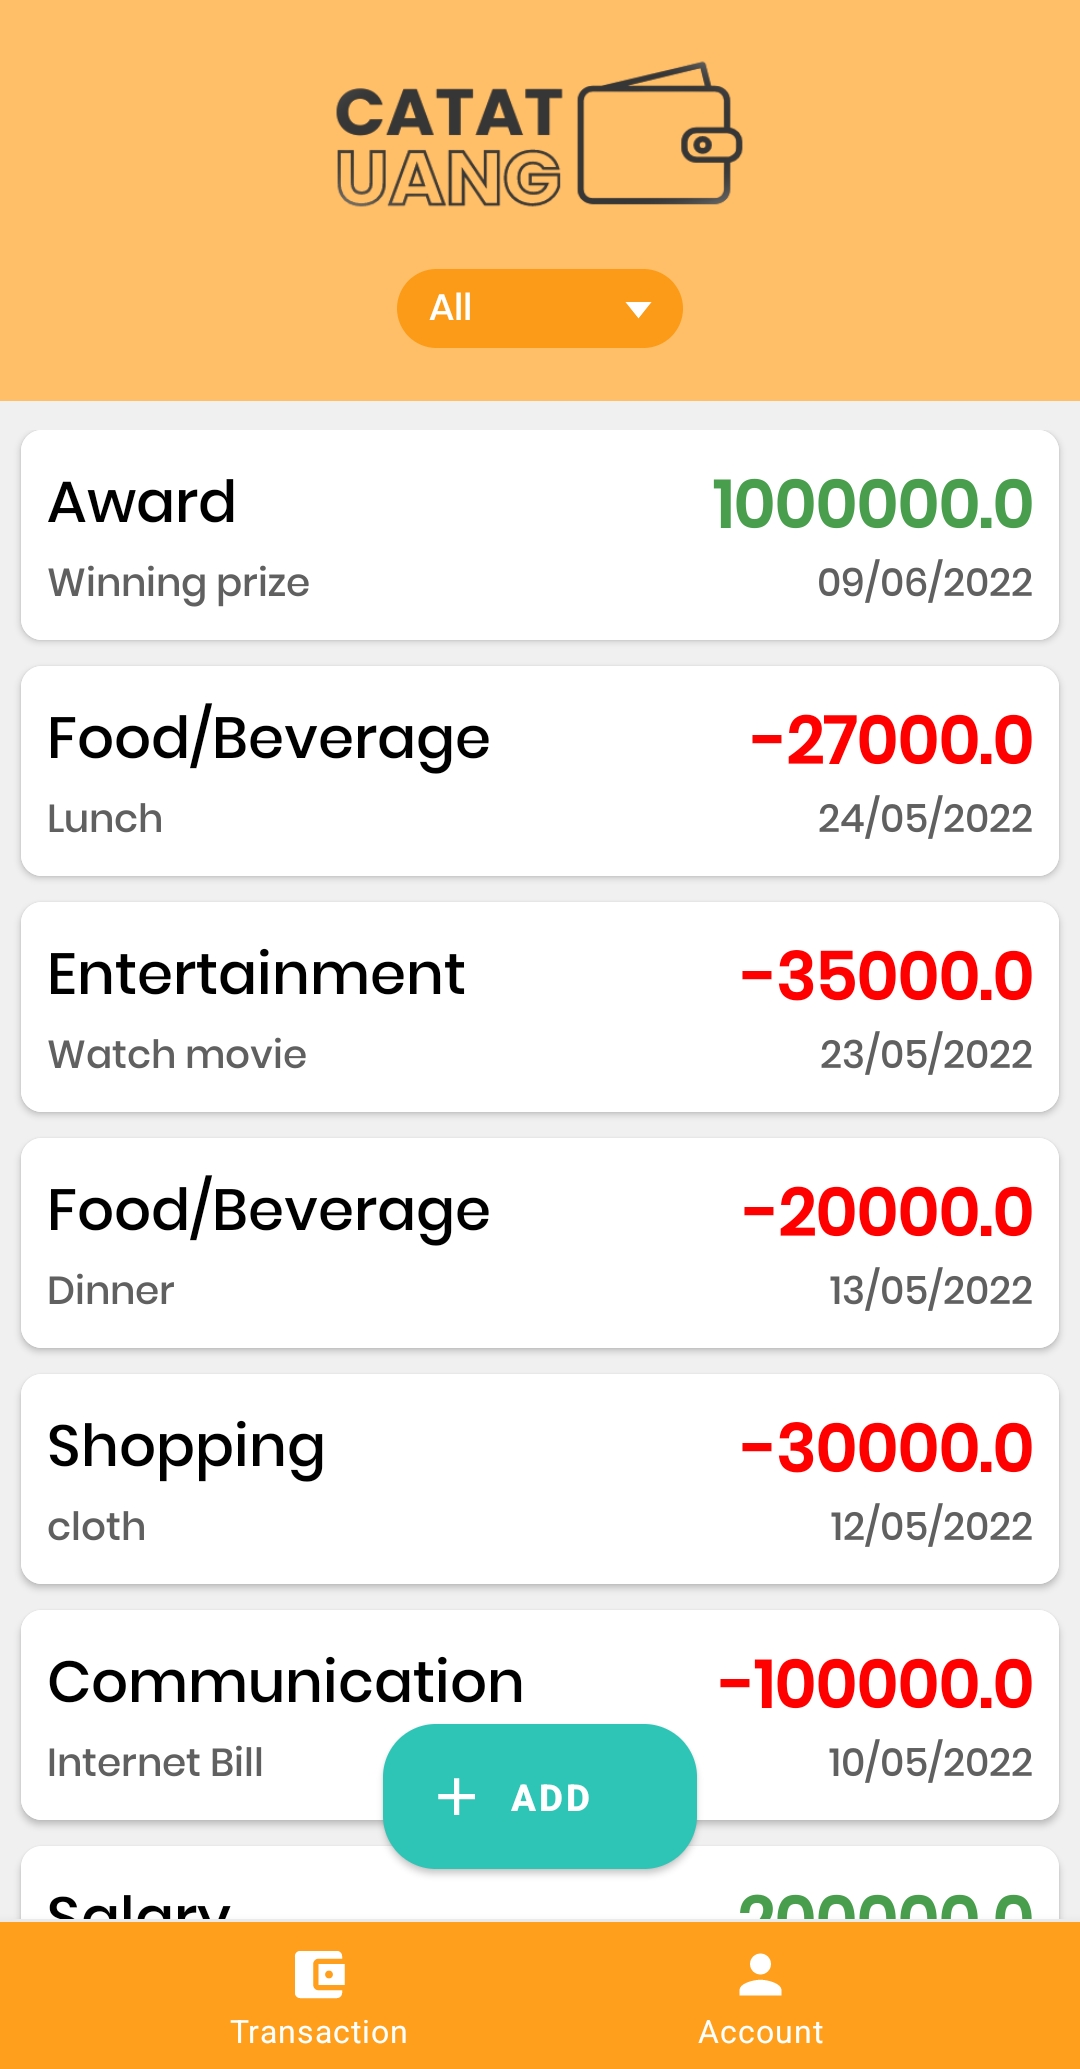 CATAT
UANG
All
Award 1000000.0
Winning prize 09/06/2022
Food/Beverage -27000.0
Lunch 24/05/2022
Entertainment -35000.0
Watch movie 23/05/2022
Food/Beverage -20000.0
Dinner 13/05/2022
Shopping -30000.0
cloth 12/05/2022
Communication -100000.0
Internet Bill 10/05/2022
ADD
Salary 200000.0
Transaction Account